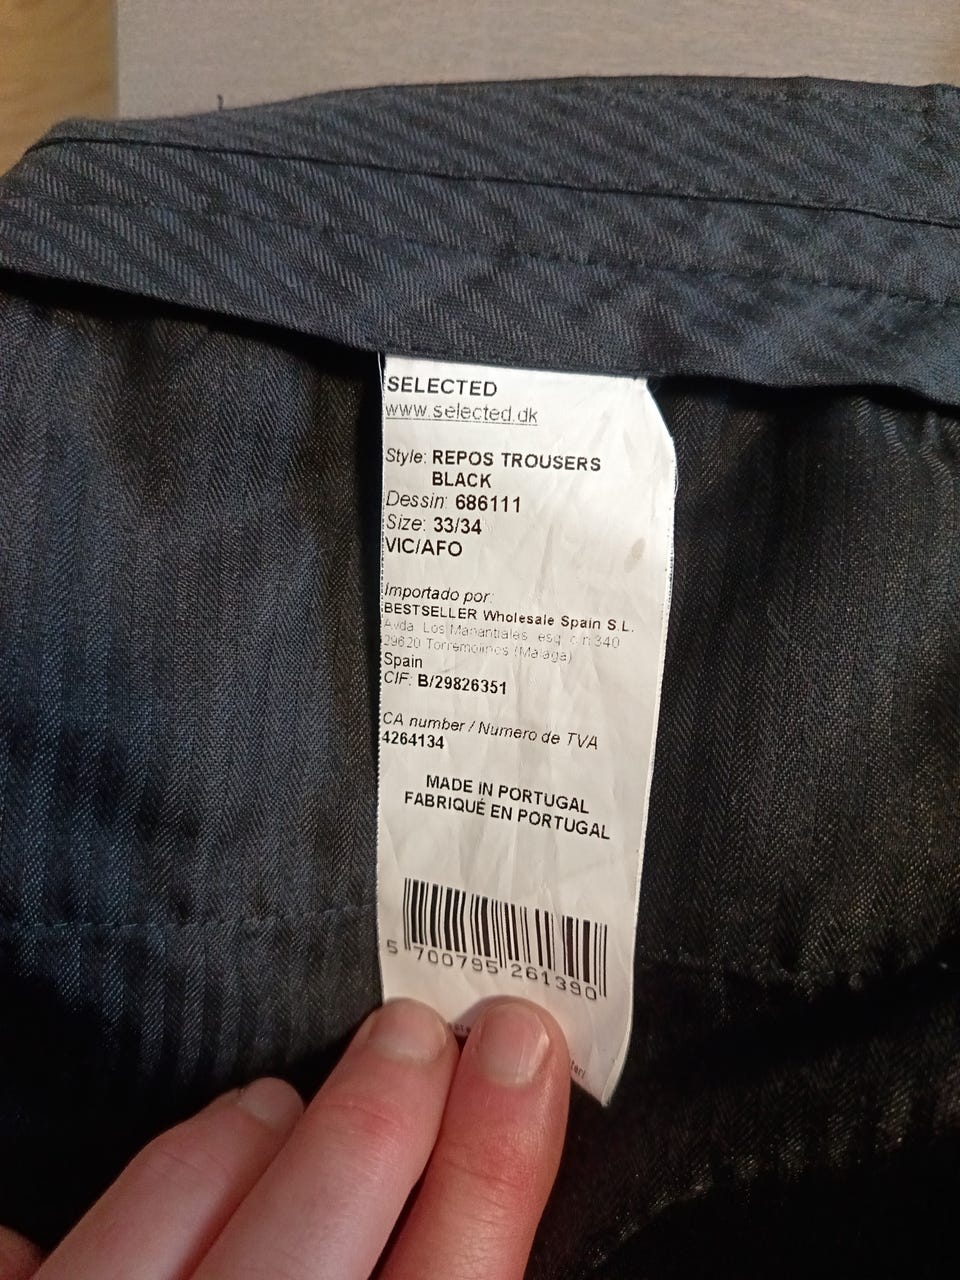 SELECTED
www.selected.dk
Style: REPOS TROUSERS
BLACK
Dessin: 686111
Size: 33/34
VIC/AFO
Importado por:
BESTSELLER Wholesale Spain S.L.
Avda. Los Manantiales, esq. 340
29620 Torremolinos (Malaga)
Spain
CIF: B/29826351
CA number / Numero de TVA
4264134
MADE IN PORTUGAL
FABRIQUÉ EN PORTUGAL
5 700795 261390